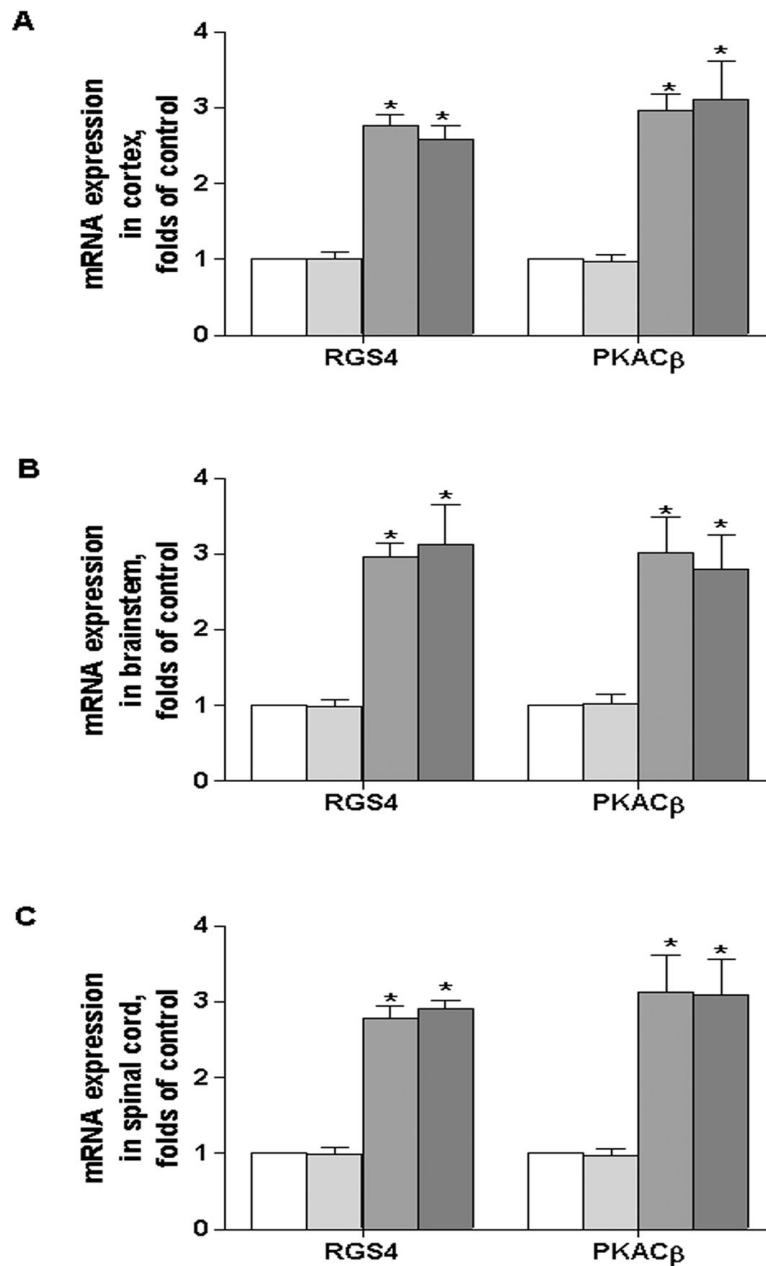 A
mRNA expression
in cortex,
folds of control
4
3
2
1
0
* * * *
RGS4 PKACβ
B
mRNA expression
in brainstem,
folds of control
4
3
2
1
0
* * * *
RGS4 PKACβ
C
mRNA expression
in spinal cord,
folds of control
4
3
2
1
0
* * * *
RGS4 PKACβ